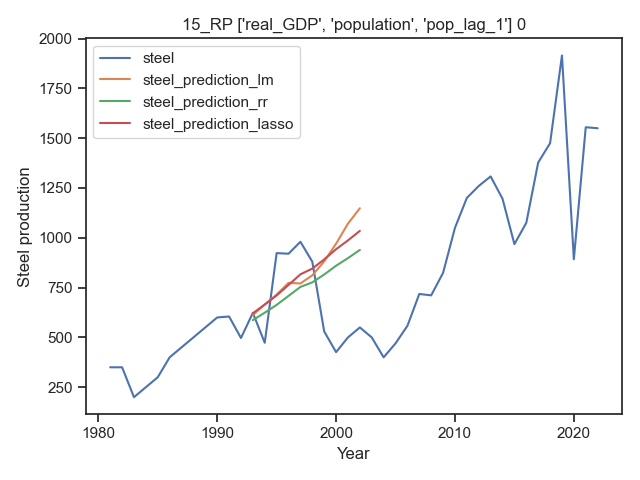 15_RP ['real_GDP', 'population', 'pop_lag_1'] 0
steel
steel_prediction_lm
steel_prediction_rr
steel_prediction_lasso
Steel production
2000
1750
1500
1250
1000
750
500
250
1980
1990
2000
2010
2020
Year